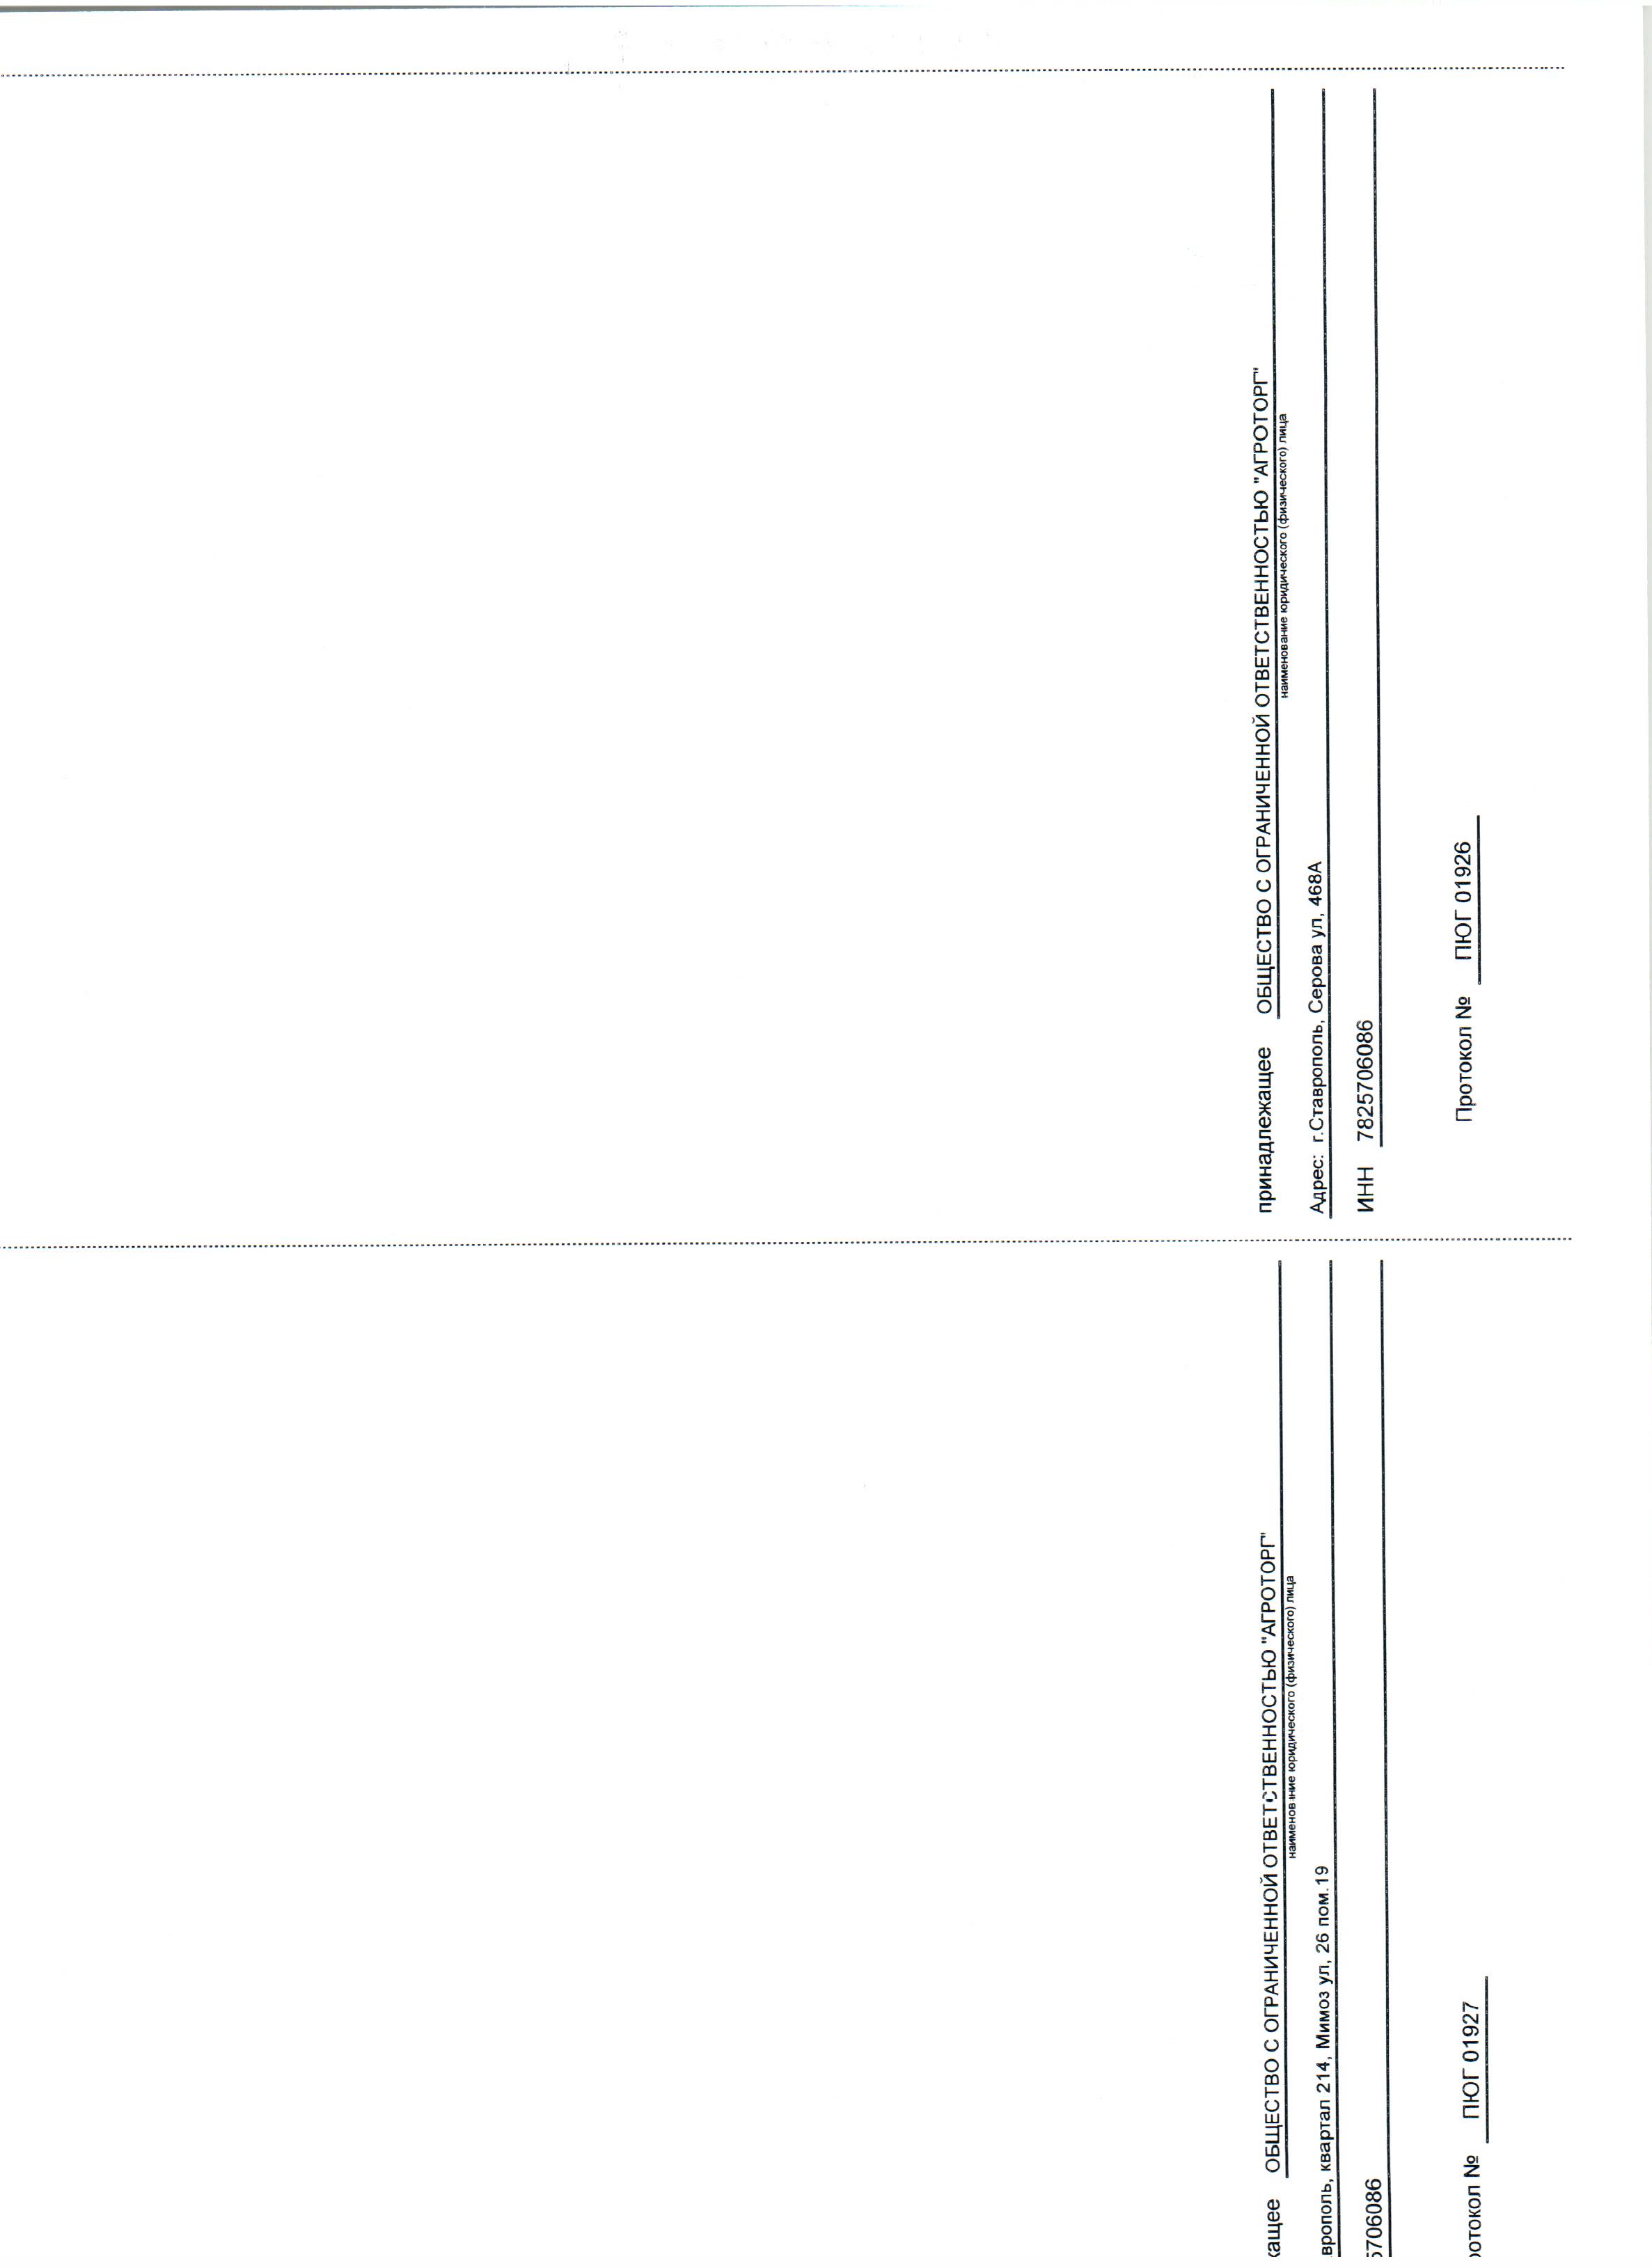 принадлежащее ОБЩЕСТВО С ОГРАНИЧЕННОЙ ОТВЕТСТВЕННОСТЬЮ "АГРОТОРГ"
наименование юридического (физического) лица
Адрес: г.Ставрополь, Серова ул, 468А
ИНН 7825706086
Протокол № ПЮГ 01926
кащее ОБЩЕСТВО С ОГРАНИЧЕННОЙ ОТВЕТСТВЕННОСТЬЮ "АГРОТОРГ"
наименование юридического (физического) лица
врополь, квартал 214, Мимоз ул, 26 пом.19
5706086
ротокол № ПЮГ 01927